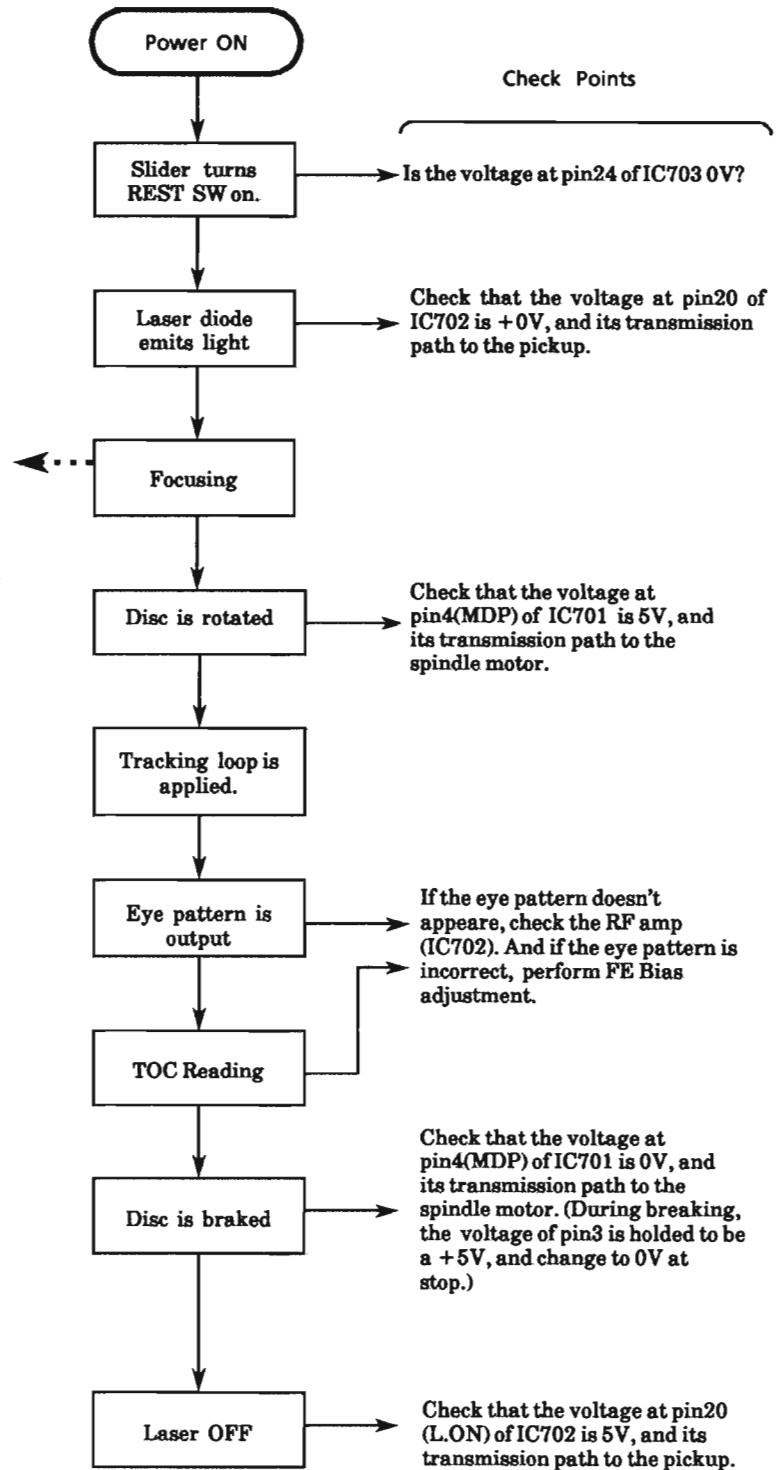 Power ON
Check Points
Slider turns
REST SW on.
Is the voltage at pin24 of IC703 0V?
Laser diode
emits light
Check that the voltage at pin20 of
IC702 is +0V, and its transmission
path to the pickup.
Focusing
Disc is rotated
Check that the voltage at
pin4(MDP) of IC701 is 5V, and
its transmission path to the
spindle motor.
Tracking loop is
applied.
Eye pattern is
output
If the eye pattern doesn't
appeare, check the RF amp
(IC702). And if the eye pattern is
incorrect, perform FE Bias
adjustment.
TOC Reading
Disc is braked
Check that the voltage at
pin4(MDP) of IC701 is 0V, and
its transmission path to the
spindle motor. (During breaking,
the voltage of pin3 is holded to be
a +5V, and change to 0V at
stop.)
Laser OFF
Check that the voltage at pin20
(L.ON) of IC702 is 5V, and its
transmission path to the pickup.